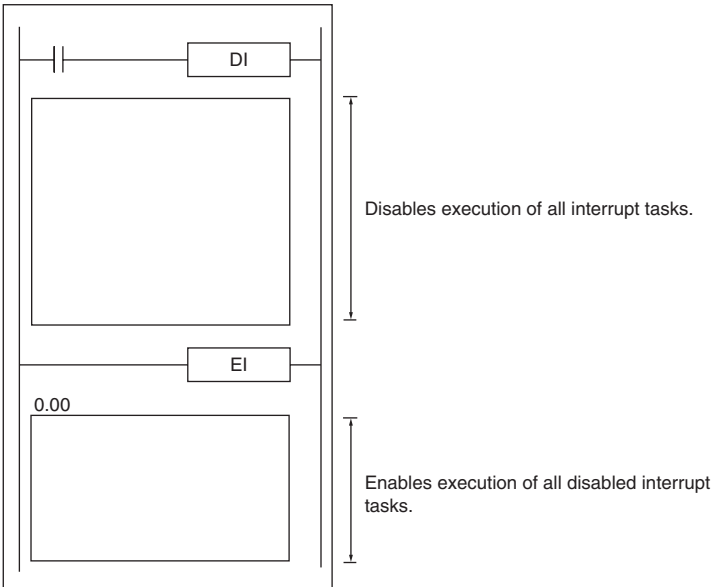 DI
Disables execution of all interrupt tasks.
EI
0.00
Enables execution of all disabled interrupt
tasks.